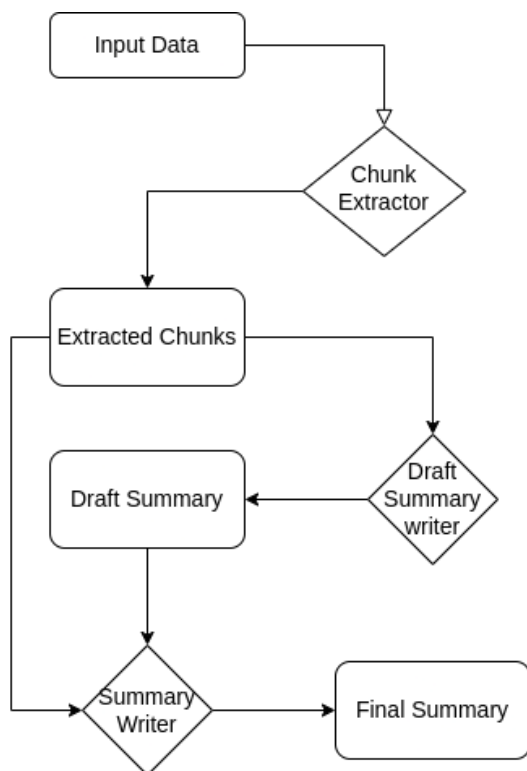 Input Data
Chunk
Extractor
Extracted Chunks
Draft Summary
Draft
Summary
writer
Summary
Writer
Final Summary